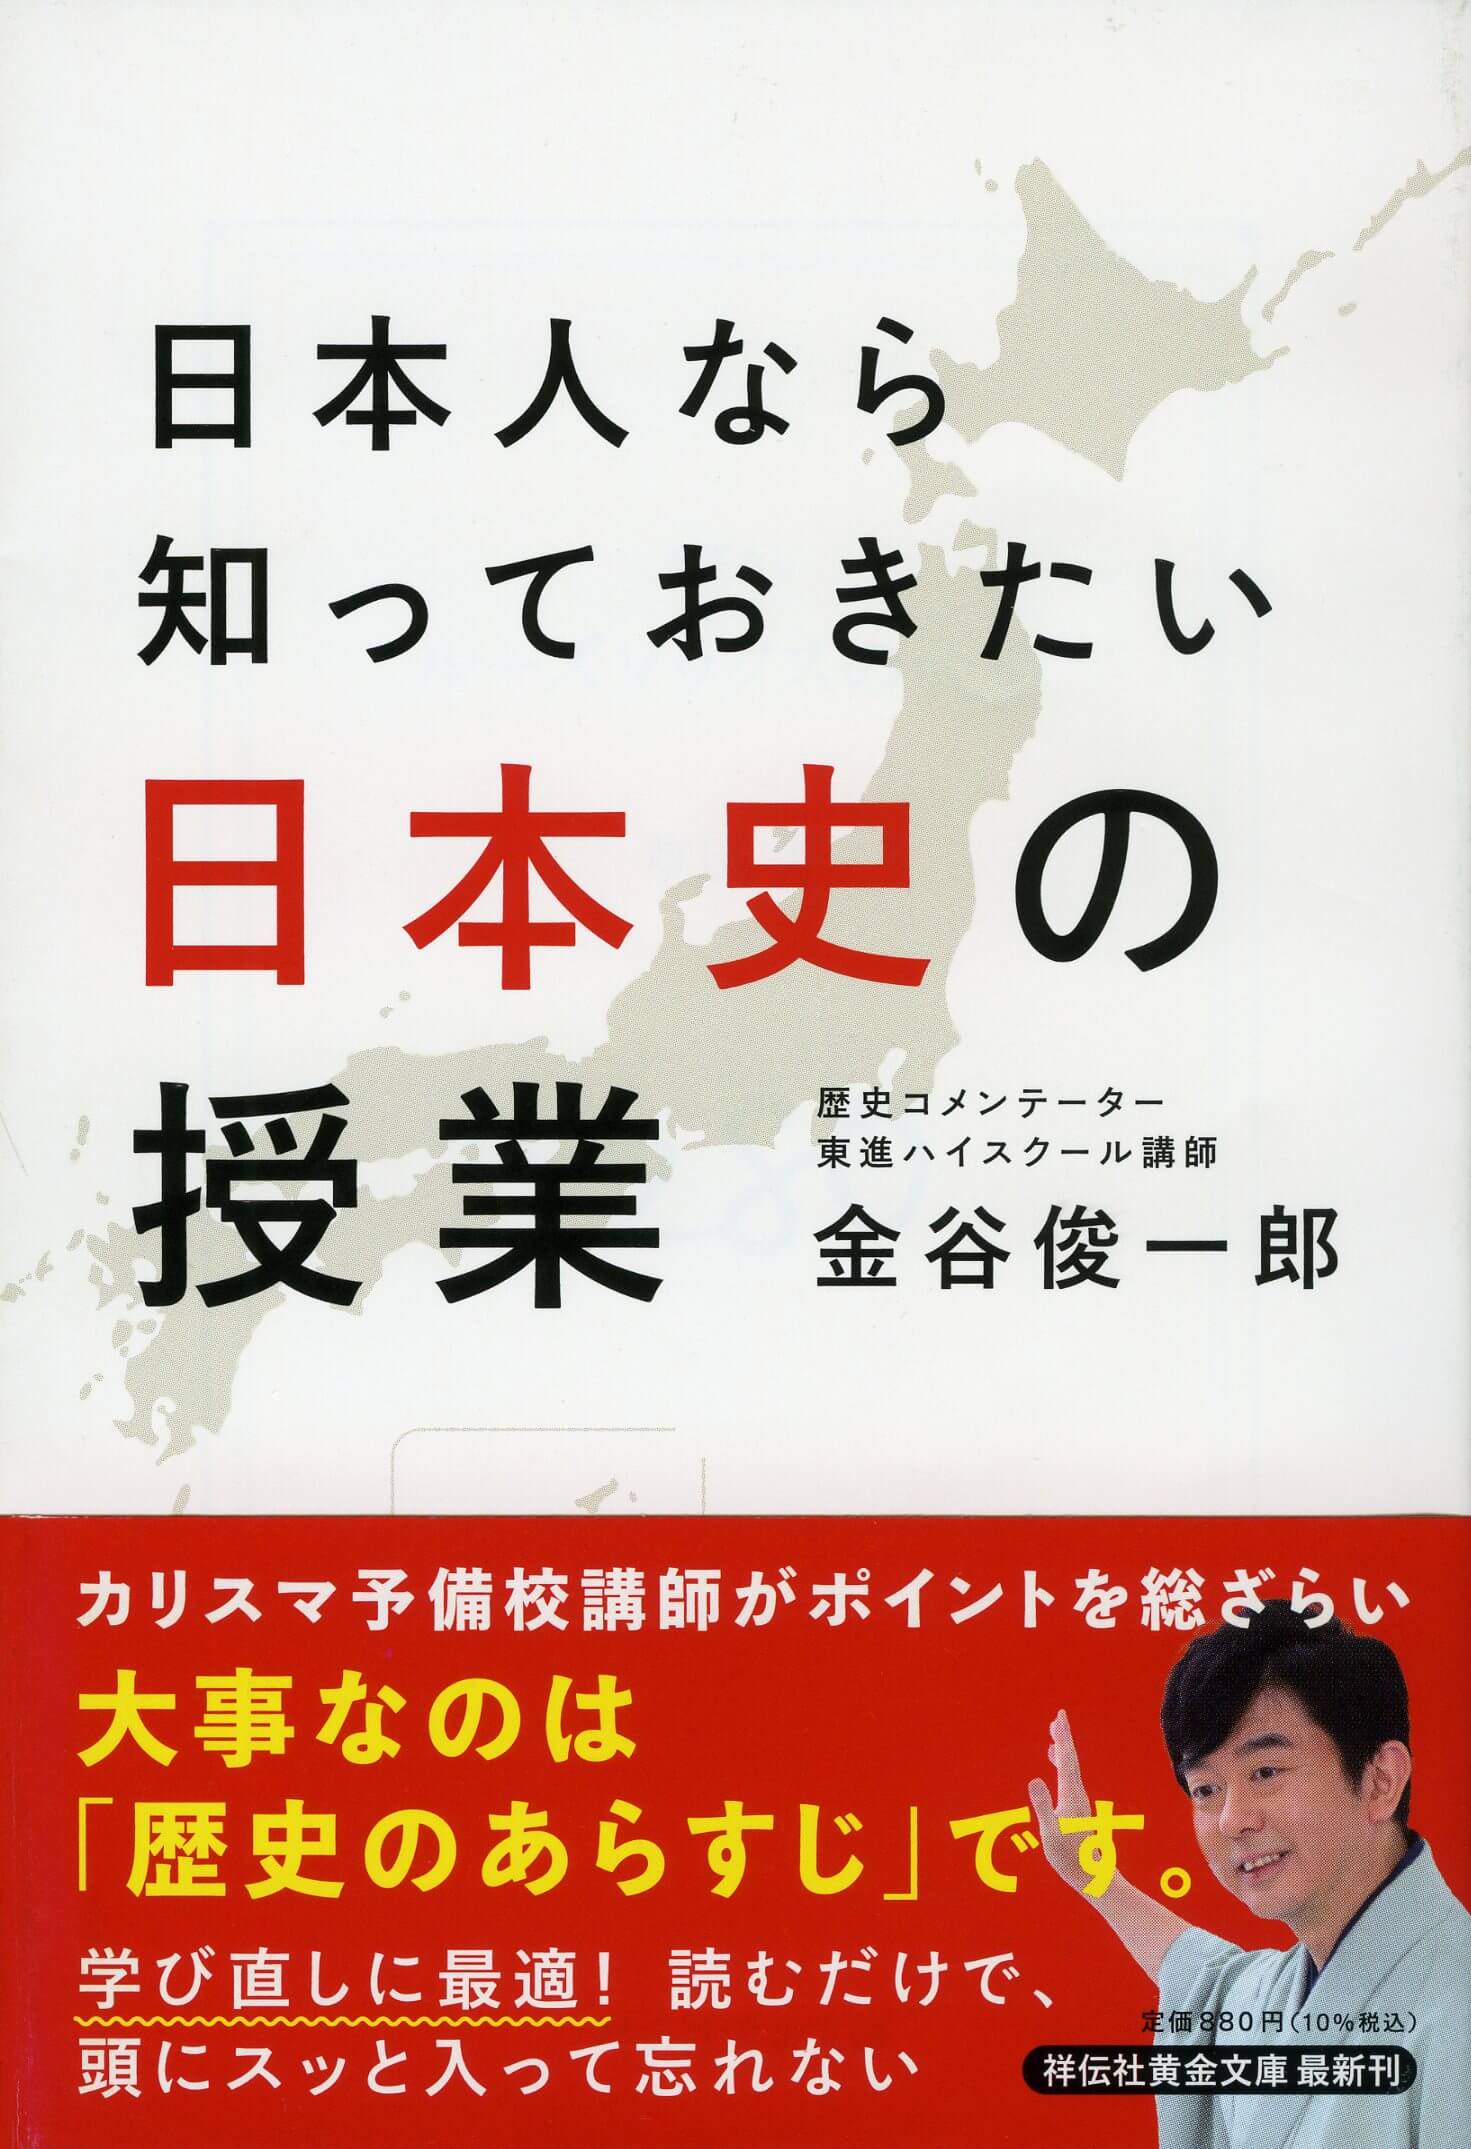 日本人なら
知っておきたい
日本史の
授業
歴史コメンテーター
東進ハイスクール講師
金谷俊一郎
カリスマ予備校講師がポイントを総ざらい
大事なのは
「歴史のあらすじ」です。
学び直しに最適! 読むだけで、
頭にスッと入って忘れない
定価880円(10%税込)
祥伝社黄金文庫 最新刊